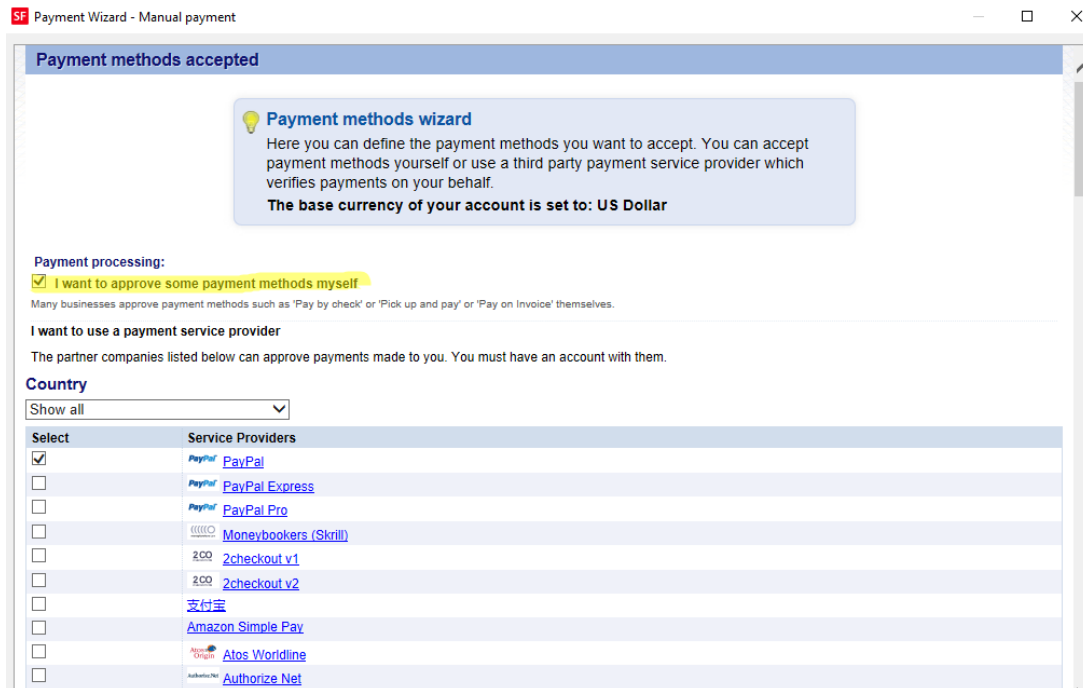 SF Payment Wizard - Manual payment
Payment methods accepted
Payment methods wizard
Here you can define the payment methods you want to accept. You can accept
payment methods yourself or use a third party payment service provider which
verifies payments on your behalf.
The base currency of your account is set to: US Dollar
Payment processing:
I want to approve some payment methods myself
Many businesses approve payment methods such as 'Pay by check' or 'Pick up and pay' or 'Pay on Invoice' themselves.
I want to use a payment service provider
The partner companies listed below can approve payments made to you. You must have an account with them.
Country
Show all
Select Service Providers
PayPal PayPal
PayPal PayPal Express
PayPal PayPal Pro
Moneybookers (Skrill)
2CO 2checkout v1
2CO 2checkout v2
支付宝
Amazon Simple Pay
Atos Origin Atos Worldline
Authorize.Net Authorize Net